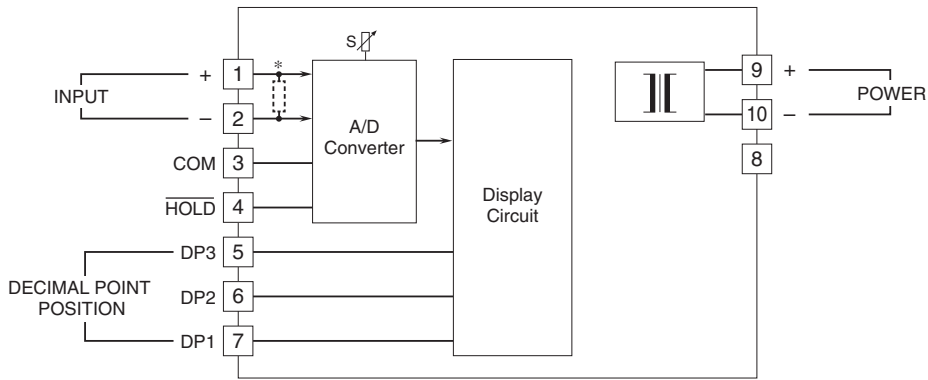 S
*
+ 1
INPUT
− 2
A/D
Converter
COM 3
HOLD 4
DP3 5
DECIMAL POINT
POSITION
DP2 6
DP1 7
Display
Circuit
9 +
POWER
10 −
8